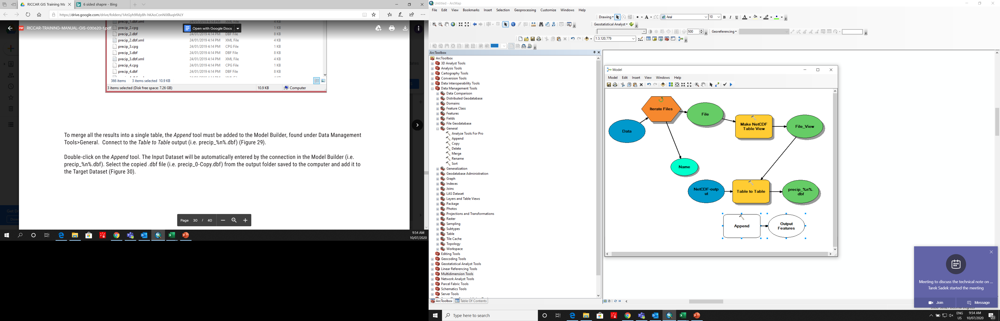 RICCAR GIS Training Ma
6 sided shapre - Bing
https://drive.google.com/drive/folders/1AtGyh9Rdy8h-hKAoConNIXlluqIrfALY
RICCAR-TRAINING-MANUAL-GIS-030620-1.pdf
Open with Google Docs
precip_1.dbf.xml 24/01/2019 4:14 PM XML File 4 KB
precip_2.cpg 1 KB
precip_2.dbf 24/01/2019 4:14 PM DBF File 8 KB
precip_2.dbf.xml 24/01/2019 4:14 PM XML File 4 KB
precip_3.cpg 24/01/2019 4:14 PM CPG File 1 KB
precip_3.dbf 24/01/2019 4:14 PM DBF File 8 KB
precip_3.dbf.xml 24/01/2019 4:14 PM XML File 4 KB
precip_4.cpg 24/01/2019 4:14 PM CPG File 1 KB
precip_4.dbf 24/01/2019 4:14 PM DBF File 8 KB
366 items 3 items selected 10.9 KB
3 items selected (Disk free space: 7.26 GB) 10.9 KB Computer
To merge all the results into a single table, the Append tool must be added to the Model Builder, found under Data Management
Tools>General. Connect to the Table to Table output (i.e. precip_%n%.dbf) (Figure 29).
Double-click on the Append tool. The Input Dataset will be automatically entered by the connection in the Model Builder (i.e.
precip_%n%.dbf). Select the copied .dbf file (i.e. precip_0-Copy.dbf) from the output folder saved to the computer and add it to
the Target Dataset (Figure 30).
Page 30 / 40
9:54 AM
10/07/2020
Untitled - ArcMap
File Edit View Bookmarks Insert Selection Geoprocessing Customize Windows Help
Drawing Arial 10 B I U A
Geostatistical Analyst
500 Georeferencing
1:3,120,779
ArcToolbox
ArcToolbox
3D Analyst Tools
Analysis Tools
Cartography Tools
Conversion Tools
Data Interoperability Tools
Data Management Tools
Data Comparison
Distributed Geodatabase
Domains
Feature Class
Features
Fields
File Geodatabase
General
Analyze Tools For Pro
Append
Copy
Delete
Merge
Rename
Sort
Generalization
Geodatabase Administration
Graph
Indexes
Joins
LAS Dataset
Layers and Table Views
Package
Photos
Projections and Transformations
Raster
Sampling
Subtypes
Table
Tile Cache
Topology
Workspace
Editing Tools
Geocoding Tools
Geostatistical Analyst Tools
Linear Referencing Tools
Multidimension Tools
Network Analyst Tools
Parcel Fabric Tools
Schematics Tools
Server Tools
ArcToolbox Table Of Contents
Model
Model Edit Insert View Windows Help
Iterate Files
File
Make NetCDF
Table View
File_View
Data
Name
NetCDF-outp
ut
Table to Table
precip_%n%.
dbf
Append
Output
Features
Meeting to discuss the technical note on ...
Tarek Sadek started the meeting
Join Message
Type here to search
ENG
US
9:54 AM
10/07/2020
23